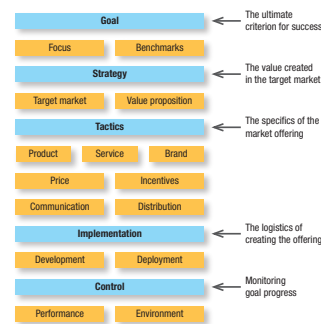 Goal
The ultimate
criterion for success
Focus
Benchmarks
Strategy
The value created
in the target market
Target market
Value proposition
Tactics
The specifics of the
market offering
Product
Service
Brand
Price
Incentives
Communication
Distribution
Implementation
The logistics of
creating the offering
Development
Deployment
Control
Monitoring
goal progress
Performance
Environment